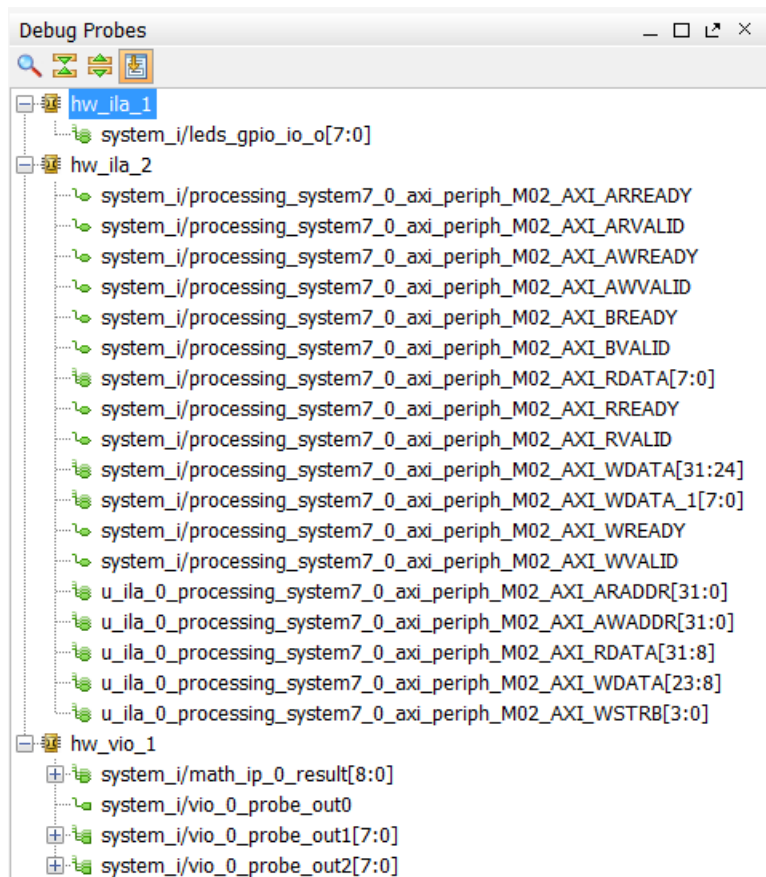 Debug Probes
hw_ila_1
system_i/leds_gpio_io_o[7:0]
hw_ila_2
system_i/processing_system7_0_axi_periph_M02_AXI_ARREADY
system_i/processing_system7_0_axi_periph_M02_AXI_ARVALID
system_i/processing_system7_0_axi_periph_M02_AXI_AWREADY
system_i/processing_system7_0_axi_periph_M02_AXI_AWVALID
system_i/processing_system7_0_axi_periph_M02_AXI_BREADY
system_i/processing_system7_0_axi_periph_M02_AXI_BVALID
system_i/processing_system7_0_axi_periph_M02_AXI_RDATA[7:0]
system_i/processing_system7_0_axi_periph_M02_AXI_RREADY
system_i/processing_system7_0_axi_periph_M02_AXI_RVALID
system_i/processing_system7_0_axi_periph_M02_AXI_WDATA[31:24]
system_i/processing_system7_0_axi_periph_M02_AXI_WDATA_1[7:0]
system_i/processing_system7_0_axi_periph_M02_AXI_WREADY
system_i/processing_system7_0_axi_periph_M02_AXI_WVALID
u_ila_0_processing_system7_0_axi_periph_M02_AXI_ARADDR[31:0]
u_ila_0_processing_system7_0_axi_periph_M02_AXI_AWADDR[31:0]
u_ila_0_processing_system7_0_axi_periph_M02_AXI_RDATA[31:8]
u_ila_0_processing_system7_0_axi_periph_M02_AXI_WDATA[23:8]
u_ila_0_processing_system7_0_axi_periph_M02_AXI_WSTRB[3:0]
hw_vio_1
system_i/math_ip_0_result[8:0]
system_i/vio_0_probe_out0
system_i/vio_0_probe_out1[7:0]
system_i/vio_0_probe_out2[7:0]